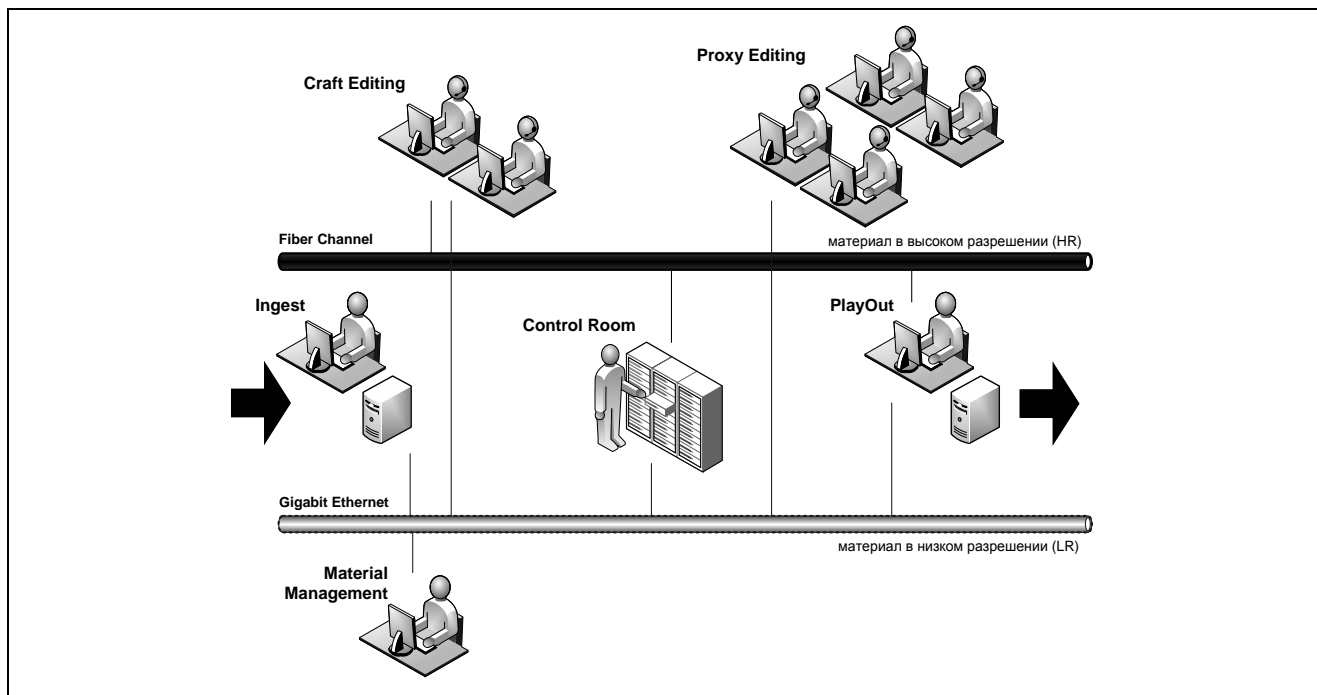 Proxy Editing
Craft Editing
Fiber Channel
материал в высоком разрешении (HR)
Ingest
PlayOut
Control Room
Gigabit Ethernet
материал в низком разрешении (LR)
Material
Management